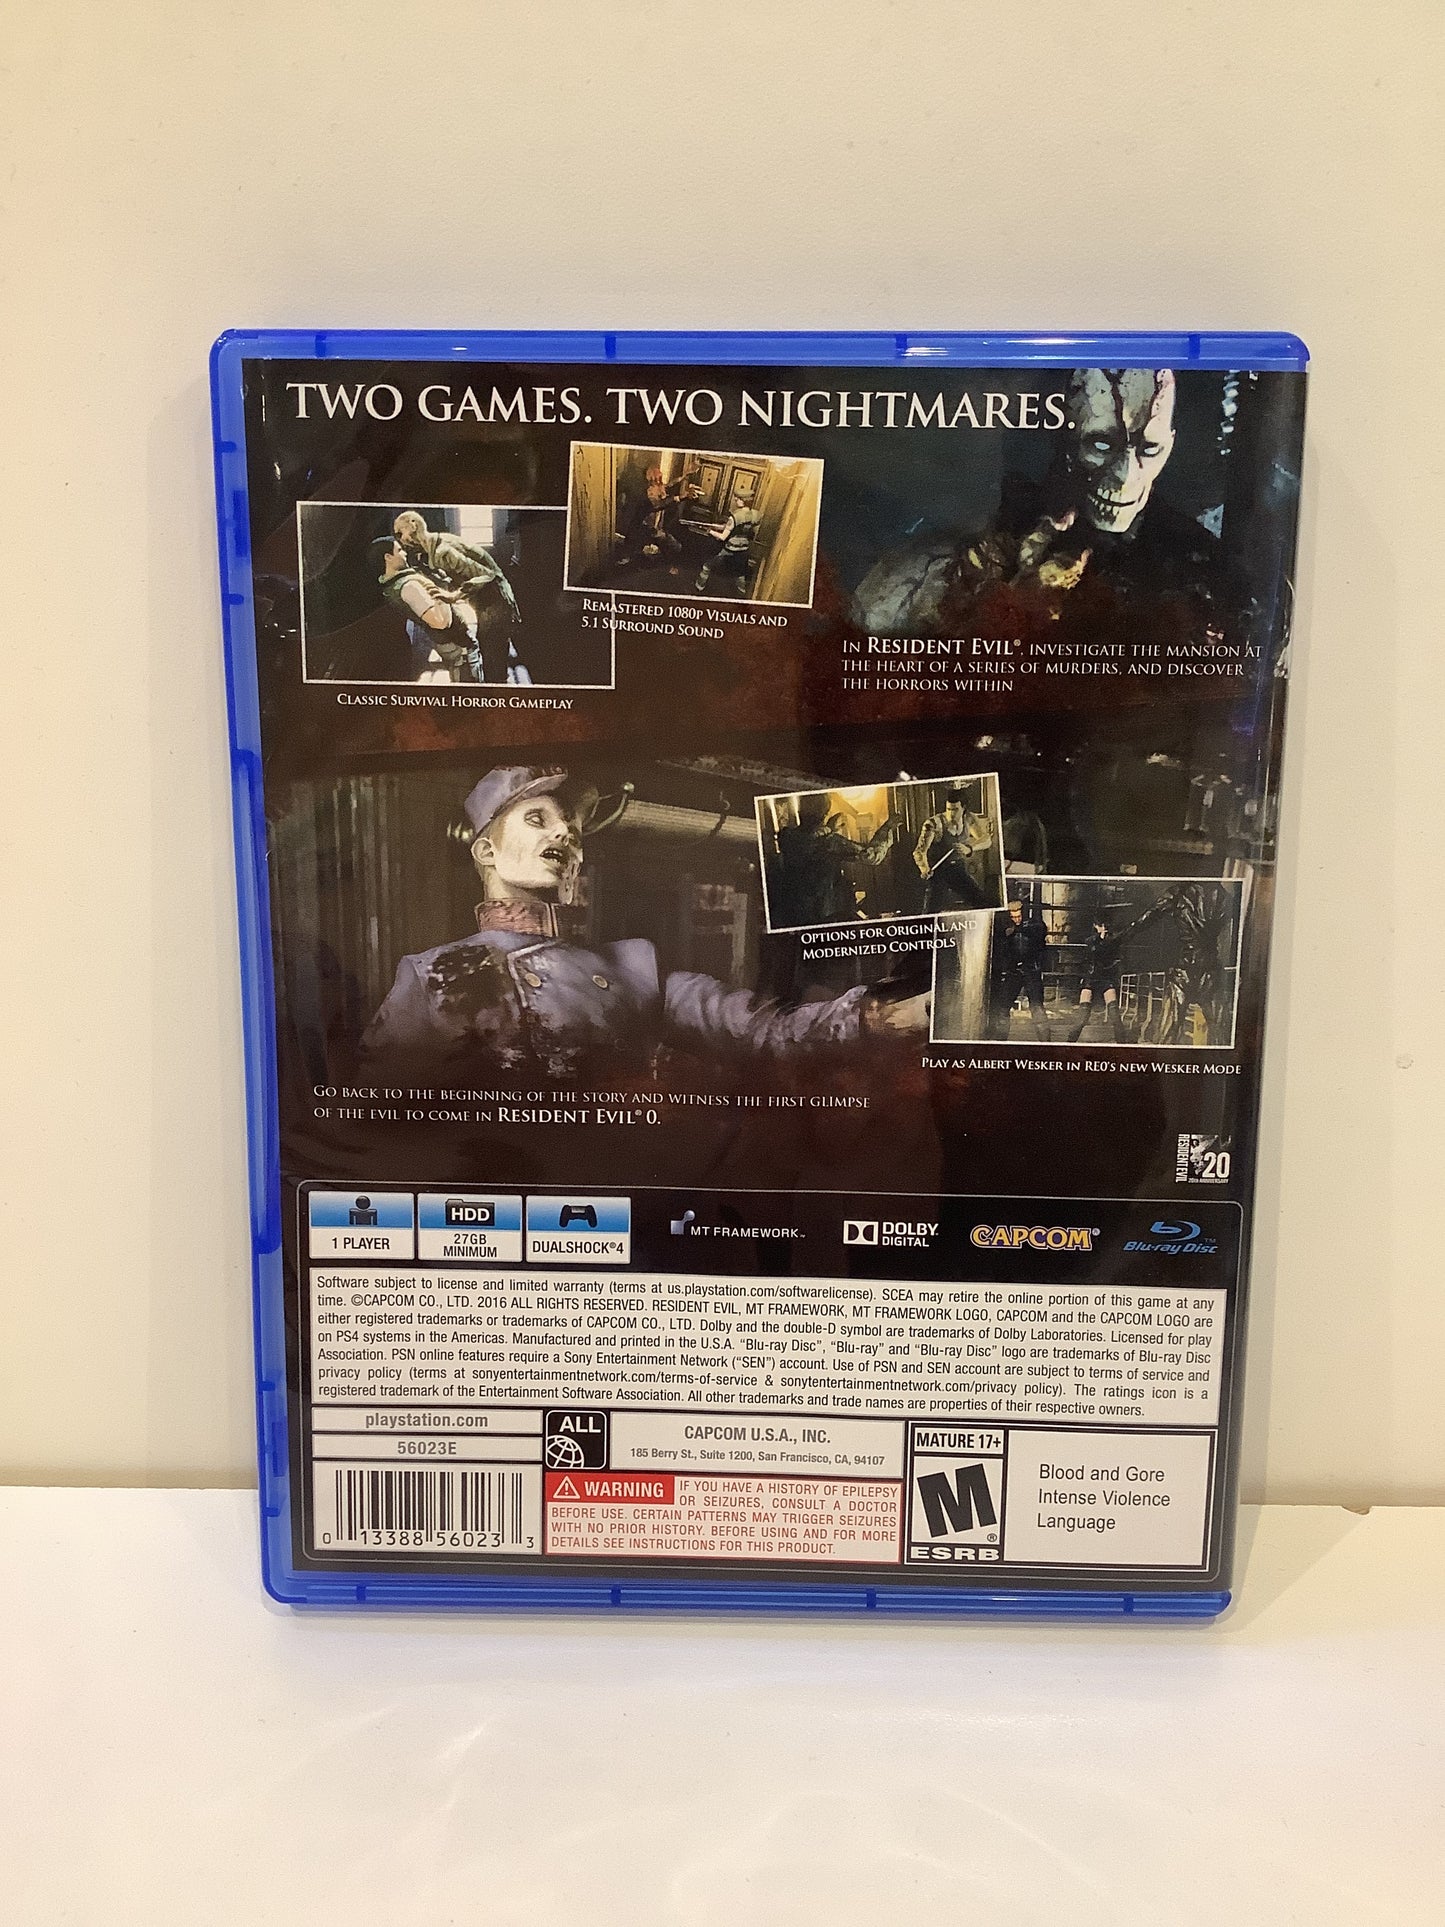 TWO GAMES. TWO NIGHTMARES.
REMASTERED 1080P VISUALS AND
5.1 SURROUND SOUND
CLASSIC SURVIVAL HORROR GAMEPLAY
IN RESIDENT EVIL®, INVESTIGATE THE MANSION AT
THE HEART OF A SERIES OF MURDERS, AND DISCOVER
THE HORRORS WITHIN
OPTIONS FOR ORIGINAL AND
MODERNIZED CONTROLS
PLAY AS ALBERT WESKER IN RE0'S NEW WESKER MODE
GO BACK TO THE BEGINNING OF THE STORY AND WITNESS THE FIRST GLIMPSE
OF THE EVIL TO COME IN RESIDENT EVIL® 0.
RESIDENT EVIL
20
20TH ANNIVERSARY
1 PLAYER
HDD
27GB
MINIMUM
DUALSHOCK®4
MT FRAMEWORK™
DOLBY
DIGITAL
CAPCOM®
Blu-ray Disc™
Software subject to license and limited warranty (terms at us.playstation.com/softwarelicense). SCEA may retire the online portion of this game at any
time. ©CAPCOM CO., LTD. 2016 ALL RIGHTS RESERVED. RESIDENT EVIL, MT FRAMEWORK, MT FRAMEWORK LOGO, CAPCOM and the CAPCOM LOGO are
either registered trademarks or trademarks of CAPCOM CO., LTD. Dolby and the double-D symbol are trademarks of Dolby Laboratories. Licensed for play
on PS4 systems in the Americas. Manufactured and printed in the U.S.A. “Blu-ray Disc”, “Blu-ray” and “Blu-ray Disc” logo are trademarks of Blu-ray Disc
Association. PSN online features require a Sony Entertainment Network (“SEN”) account. Use of PSN and SEN account are subject to terms of service and
privacy policy (terms at sonyentertainmentnetwork.com/terms-of-service & sonytentertainmentnetwork.com/privacy policy). The ratings icon is a
registered trademark of the Entertainment Software Association. All other trademarks and trade names are properties of their respective owners.
playstation.com
56023E
0 13388 56023 3
ALL
CAPCOM U.S.A., INC.
185 Berry St., Suite 1200, San Francisco, CA, 94107
WARNING
IF YOU HAVE A HISTORY OF EPILEPSY
OR SEIZURES, CONSULT A DOCTOR
BEFORE USE. CERTAIN PATTERNS MAY TRIGGER SEIZURES
WITH NO PRIOR HISTORY. BEFORE USING AND FOR MORE
DETAILS SEE INSTRUCTIONS FOR THIS PRODUCT.
MATURE 17+
M
®
ESRB
Blood and Gore
Intense Violence
Language